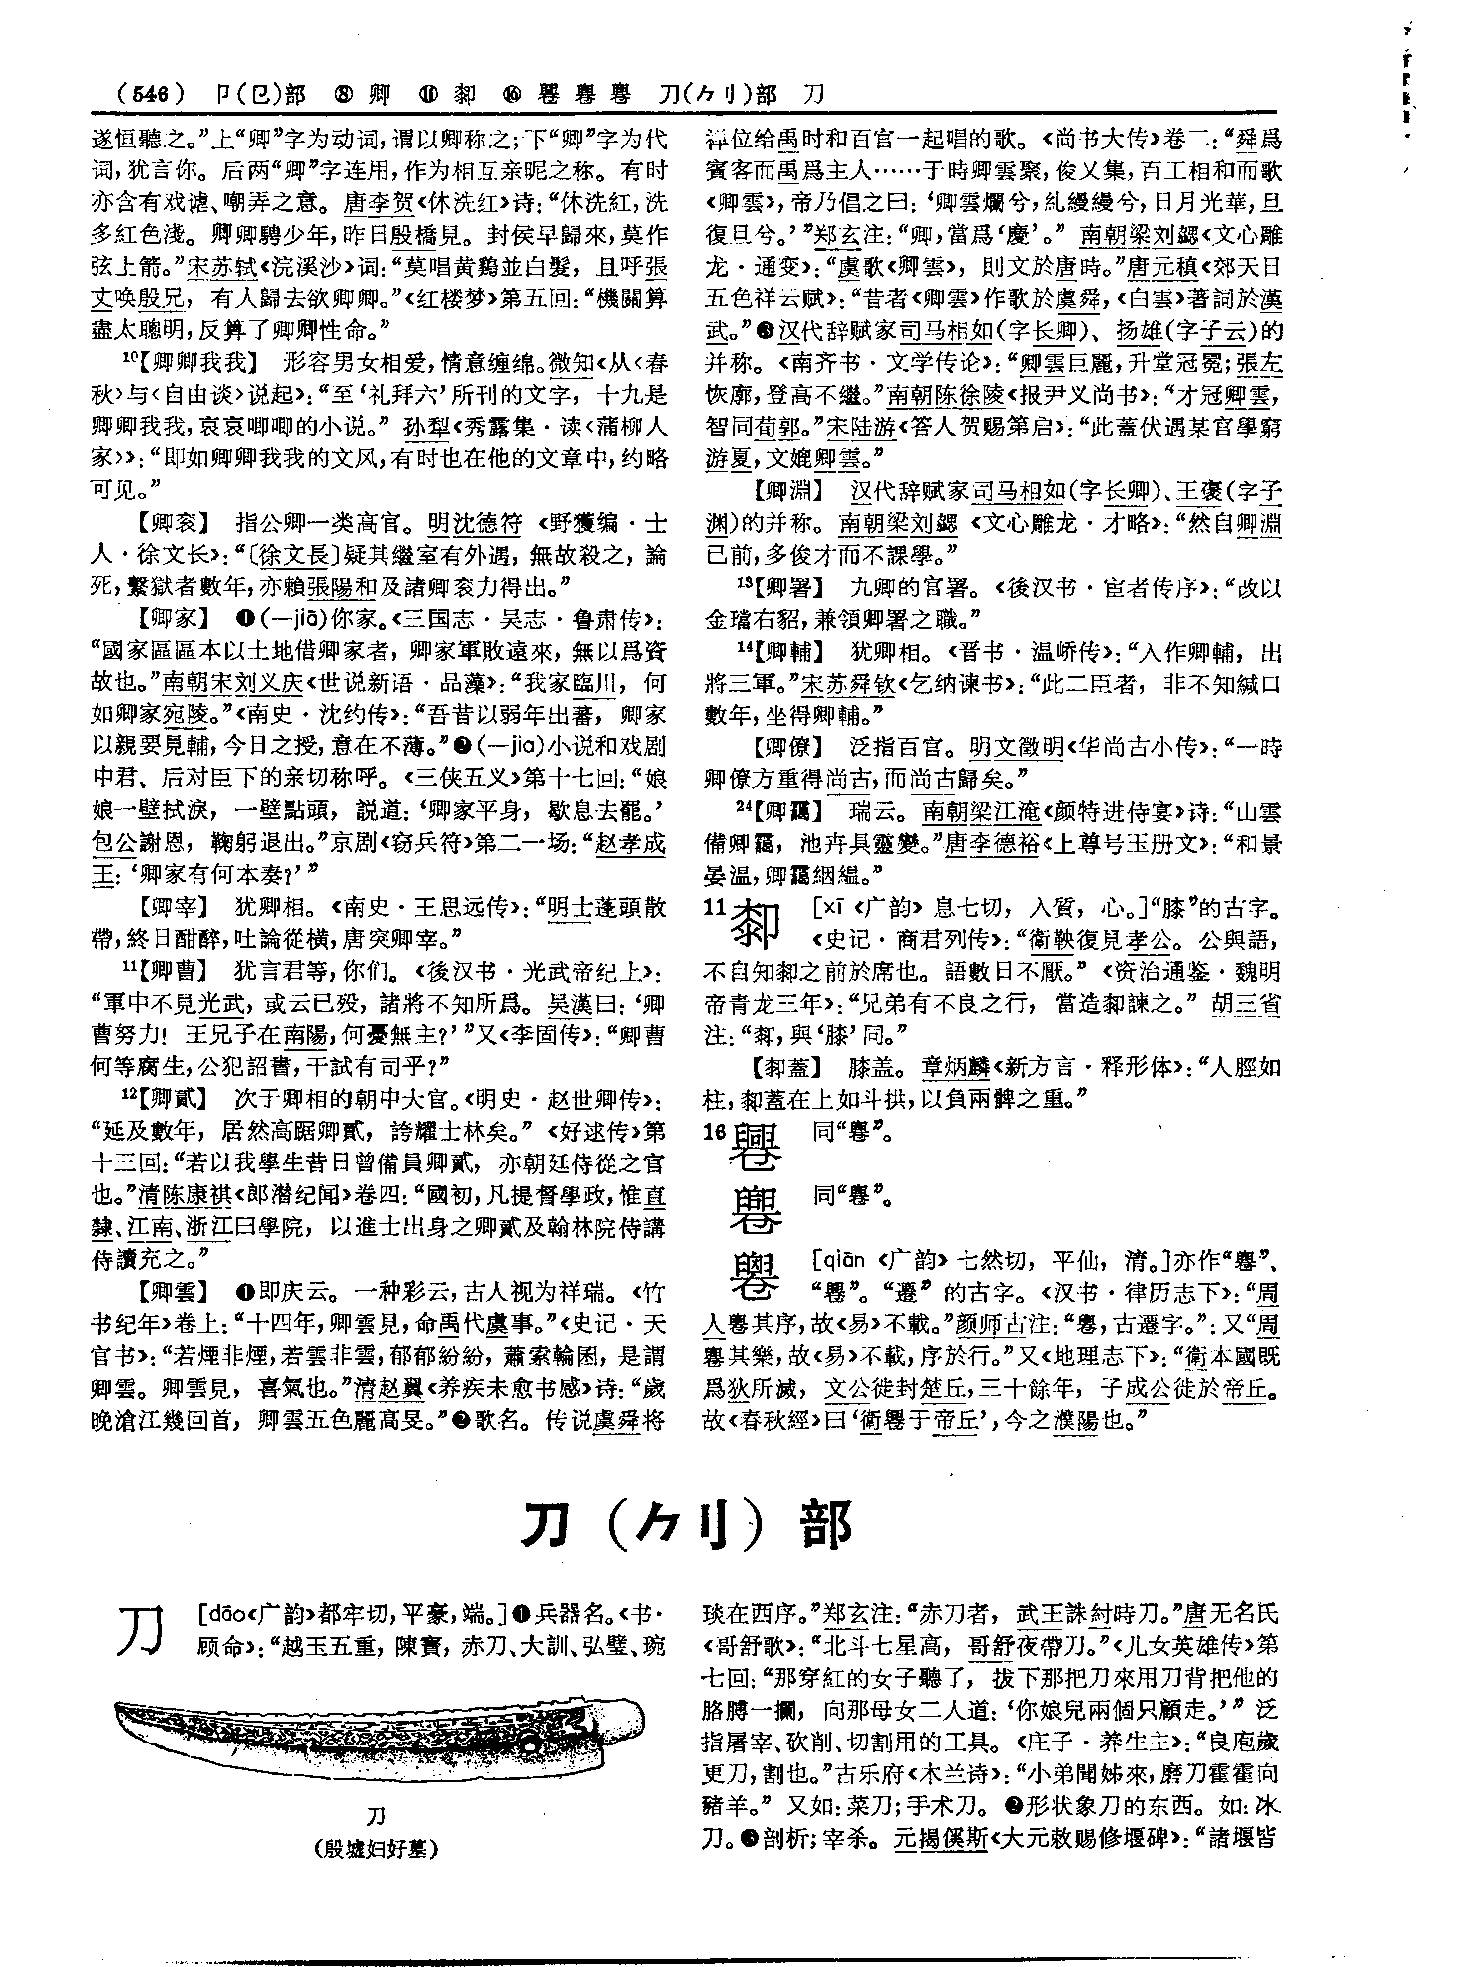 (546) 卩(㔾)部 ⑧ 卿 ⑪ 厀 ⑯ 刀(⺈刂)部 刀
遂恒聽之。”上“卿”字为动词,谓以卿称之;下“卿”字为代
词,犹言你。后两“卿”字连用,作为相互亲昵之称。有时
亦含有戏谑、嘲弄之意。唐李贺《休洗红》诗:“休洗紅,洗
多紅色淺。卿卿騁少年,昨日殷橋見。封侯早歸來,莫作
弦上箭。”宋苏轼《浣溪沙》词:“莫唱黄鷄並白髮,且呼張
丈唤殷兄,有人歸去欲卿卿。”《红楼梦》第五回:“機關算
盡太聰明,反算了卿卿性命。”
10【卿卿我我】 形容男女相爱,情意缠绵。微知《从〈春
秋〉与〈自由谈〉说起》:“至‘礼拜六’所刊的文字,十九是
卿卿我我,哀哀唧唧的小说。”孙犁《秀露集·读〈蒲柳人
家〉》:“即如卿卿我我的文风,有时也在他的文章中,约略
可见。”
【卿衮】 指公卿一类高官。明沈德符《野獲编·士
人·徐文长》:“〔徐文長〕疑其繼室有外遇,無故殺之,論
死,繫獄者數年,亦賴張陽和及諸卿衮力得出。”
【卿家】 ❶(—jiā)你家。《三国志·吴志·鲁肃传》:
“國家區區本以土地借卿家者,卿家軍敗遠來,無以爲資
故也。”南朝宋刘义庆《世说新语·品藻》:“我家臨川,何
如卿家宛陵。”《南史·沈约传》:“吾昔以弱年出蕃,卿家
以親要見輔,今日之授,意在不薄。”❷(—jia)小说和戏剧
中君、后对臣下的亲切称呼。《三侠五义》第十七回:“娘
娘一壁拭淚,一壁點頭,説道:‘卿家平身,歇息去罷。’
包公謝恩,鞠躬退出。”京剧《窃兵符》第二一场:“赵孝成
王:‘卿家有何本奏?’”
【卿宰】 犹卿相。《南史·王思远传》:“明士蓬頭散
帶,終日酣醉,吐論從横,唐突卿宰。”
11【卿曹】 犹言君等,你们。《後汉书·光武帝纪上》:
“軍中不見光武,或云已殁,諸將不知所爲。吴漢曰:‘卿
曹努力!王兄子在南陽,何憂無主?’”又《李固传》:“卿曹
何等腐生,公犯詔書,干試有司乎?”
12【卿貳】 次于卿相的朝中大官。《明史·赵世卿传》:
“延及數年,居然高踞卿貳,誇耀士林矣。”《好逑传》第
十三回:“若以我學生昔日曾備員卿貳,亦朝廷侍從之官
也。”清陈康祺《郎潜纪闻》卷四:“國初,凡提督學政,惟直
隸、江南、浙江曰學院,以進士出身之卿貳及翰林院侍講
侍讀充之。”
【卿雲】 ❶即庆云。一种彩云,古人视为祥瑞。《竹
书纪年》卷上:“十四年,卿雲見,命禹代虞事。”《史记·天
官书》:“若煙非煙,若雲非雲,郁郁紛紛,蕭索輪囷,是謂
卿雲。卿雲見,喜氣也。”清赵翼《养疾未愈书感》诗:“歲
晚滄江幾回首,卿雲五色麗高旻。”❷歌名。传说虞舜将
禅位给禹时和百官一起唱的歌。《尚书大传》卷二:“舜爲
賓客而禹爲主人……于時卿雲聚,俊乂集,百工相和而歌
《卿雲》,帝乃倡之曰:‘卿雲爛兮,糺縵縵兮,日月光華,旦
復旦兮。’”郑玄注:“卿,當爲‘慶’。”南朝梁刘勰《文心雕
龙·通变》:“虞歌《卿雲》,則文於唐時。”唐元稹《郊天日
五色祥云赋》:“昔者《卿雲》作歌於虞舜,《白雲》著詞於漢
武。”❸汉代辞赋家司马相如(字长卿)、扬雄(字子云)的
并称。《南齐书·文学传论》:“卿雲巨麗,升堂冠冕;張左
恢廓,登高不繼。”南朝陈徐陵《报尹义尚书》:“才冠卿雲,
智同荀郭。”宋陆游《答人贺赐第启》:“此蓋伏遇某官學窮
游夏,文媲卿雲。”
【卿淵】 汉代辞赋家司马相如(字长卿)、王褒(字子
渊)的并称。南朝梁刘勰《文心雕龙·才略》:“然自卿淵
已前,多俊才而不課學。”
13【卿署】 九卿的官署。《後汉书·宦者传序》:“改以
金璫右貂,兼領卿署之職。”
14【卿輔】 犹卿相。《晋书·温峤传》:“入作卿輔,出
將三軍。”宋苏舜钦《乞纳谏书》:“此二臣者,非不知緘口
數年,坐得卿輔。”
【卿僚】 泛指百官。明文徵明《华尚古小传》:“一時
卿僚方重得尚古,而尚古歸矣。”
24【卿靄】 瑞云。南朝梁江淹《颜特进侍宴》诗:“山雲
備卿靄,池卉具靈變。”唐李德裕《上尊号玉册文》:“和景
晏温,卿靄絪縕。”
11 厀 [xī《广韵》息七切,入質,心。]“膝”的古字。
《史记·商君列传》:“衛鞅復見孝公。公與語,
不自知厀之前於席也。語數日不厭。”《资治通鉴·魏明
帝青龙三年》:“兄弟有不良之行,當造厀諫之。”胡三省
注:“厀,與‘膝’同。”
【厀蓋】 膝盖。章炳麟《新方言·释形体》:“人脛如
柱,厀蓋在上如斗拱,以負兩髀之重。”
16 同“䙴”。
同“䙴”。
[qiān《广韵》七然切,平仙,清。]亦作
“遷”的古字。《汉书·律历志下》:“周
人䙴其序,故《易》不載。”颜师古注:“䙴,古遷字。”:又“周
䙴其樂,故《易》不載,序於行。”又《地理志下》:“衛本國既
爲狄所滅,文公徙封楚丘,三十餘年,子成公徙於帝丘。
故《春秋經》曰‘衛䙴于帝丘’,今之濮陽也。”
刀(⺈刂)部
刀 [dāo《广韵》都牢切,平豪,端。]❶兵器名。《书·
顾命》:“越玉五重,陳寶,赤刀、大訓、弘璧、琬
刀
(殷墟妇好墓)
琰在西序。”郑玄注:“赤刀者,武王誅紂時刀。”唐无名氏
《哥舒歌》:“北斗七星高,哥舒夜帶刀。”《儿女英雄传》第
七回:“那穿紅的女子聽了,拔下那把刀來用刀背把他的
胳膊一攔,向那母女二人道:‘你娘兒兩個只顧走。’”泛
指屠宰、砍削、切割用的工具。《庄子·养生主》:“良庖歲
更刀,割也。”古乐府《木兰诗》:“小弟聞姊來,磨刀霍霍向
豬羊。”又如:菜刀;手术刀。❷形状象刀的东西。如:冰
刀。❸剖析;宰杀。元揭傒斯《大元敕赐修堰碑》:“諸堰皆